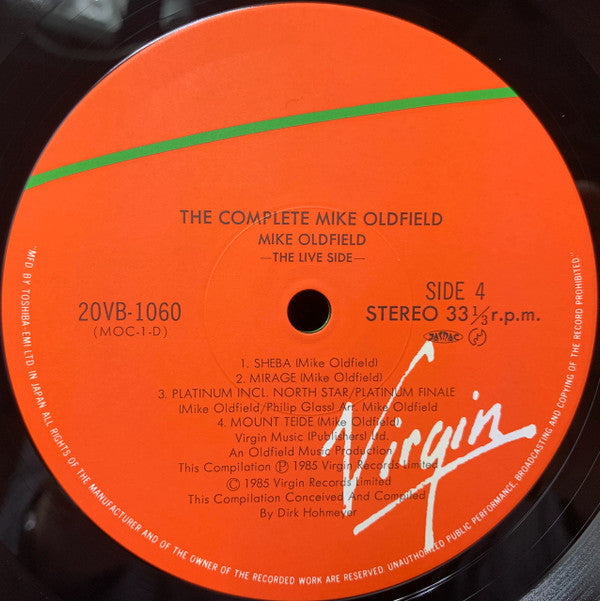 THE COMPLETE MIKE OLDFIELD
MIKE OLDFIELD
—THE LIVE SIDE—
20VB-1060
(MOC-1-D)
SIDE 4
STEREO 33 1/3 r.p.m.
JASRAC
1. SHEBA (Mike Oldfield)
2. MIRAGE (Mike Oldfield)
3. PLATINUM INCL. NORTH STAR/PLATINUM FINALE
(Mike Oldfield/Philip Glass) Arr. Mike Oldfield
4. MOUNT TEIDE (Mike Oldfield)
Virgin Music (Publishers) Ltd.
An Oldfield Music Production
This Compilation Ⓟ 1985 Virgin Records Limited
© 1985 Virgin Records Limited
This Compilation Conceived And Compiled
By Dirk Hohmeyer
Virgin
"MFD BY TOSHIBA EMI LTD IN JAPAN ALL RIGHTS OF THE MANUFACTURER AND OF THE OWNER OF THE RECORDED WORK ARE RESERVED. UNAUTHORIZED PUBLIC PERFORMANCE, BROADCASTING AND COPYING OF THE RECORD PROHIBITED"